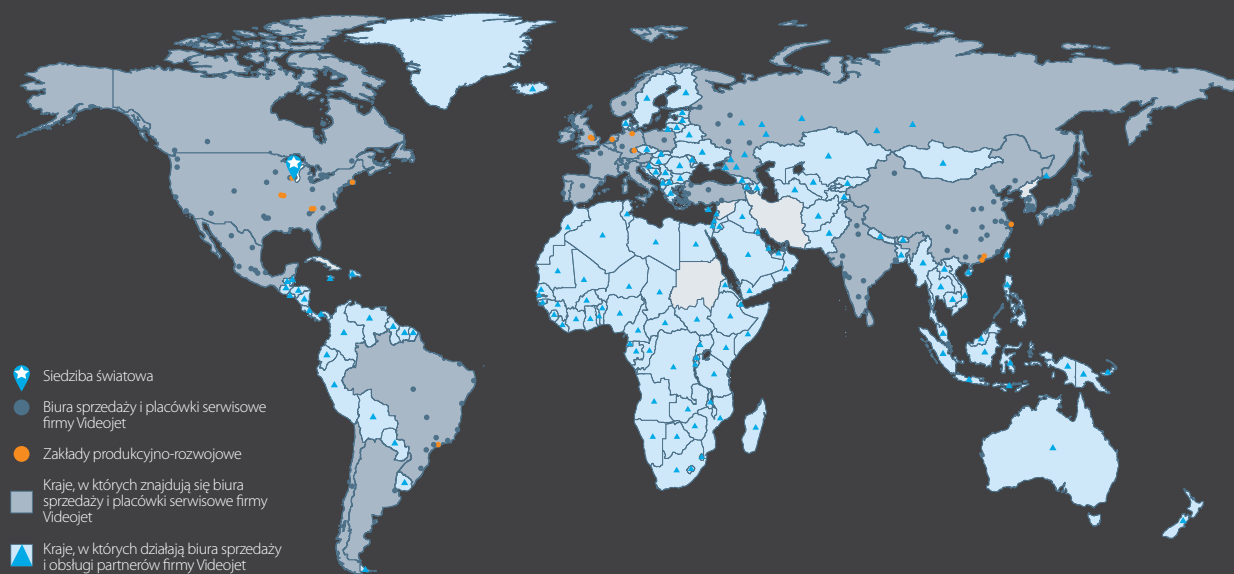 Siedziba światowa
Biura sprzedaży i placówki serwisowe
firmy Videojet
Zakłady produkcyjno-rozwojowe
Kraje, w których znajdują się biura
sprzedaży i placówki serwisowe firmy
Videojet
Kraje, w których działają biura sprzedaży
i obsługi partnerów firmy Videojet